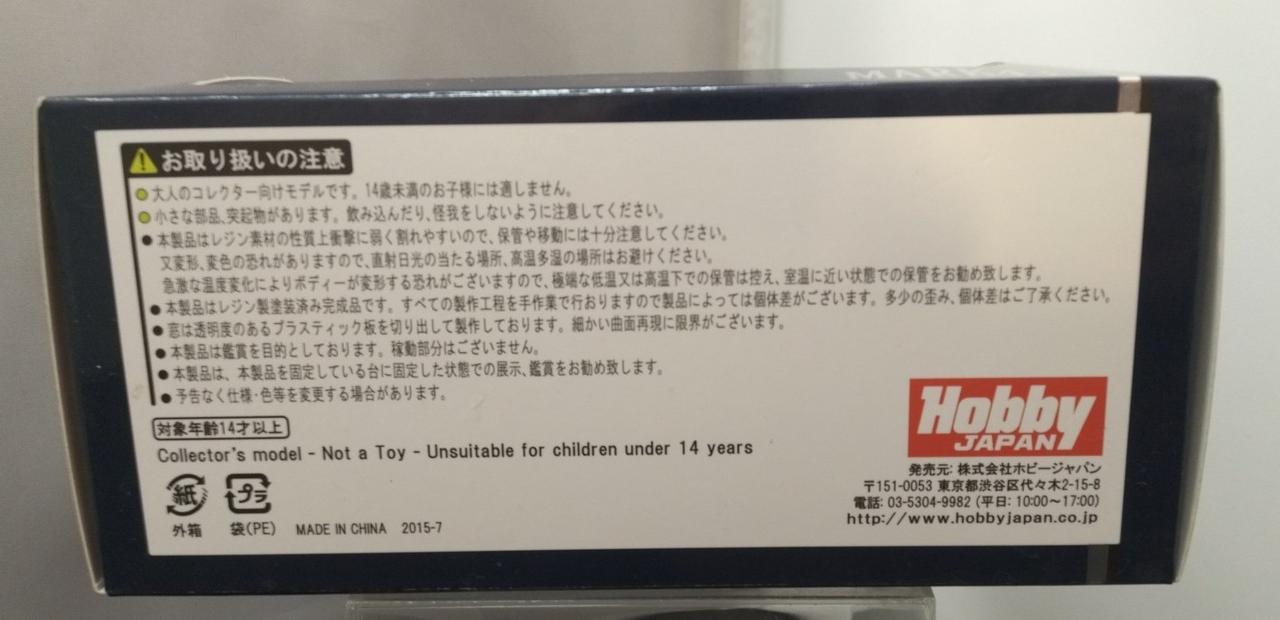 お取り扱いの注意
●大人のコレクター向けモデルです。14歳未満のお子様には適しません。
●小さな部品、突起物があります。飲み込んだり、怪我をしないように注意してください。
●本製品はレジン素材の性質上衝撃に弱く割れやすいので、保管や移動には十分注意してください。
又変形、変色の恐れがありますので、直射日光の当たる場所、高温多湿の場所はお避けください。
急激な温度変化によりボディーが変形する恐れがございますので、極端な低温又は高温下での保管は控え、室温に近い状態での保管をお勧め致します。
●本製品はレジン製塗装済み完成品です。すべての製作工程を手作業で行おりますので製品によっては個体差がございます。多少の歪み、個体差はご了承ください。
●窓は透明度のあるプラスティック板を切り出して製作しております。細かい曲面再現に限界がございます。
●本製品は鑑賞を目的としております。稼動部分はございません。
●本製品は、本製品を固定している台に固定した状態での展示、鑑賞をお勧め致します。
●予告なく仕様・色等を変更する場合があります。
対象年齢14才以上
Collector's model - Not a Toy - Unsuitable for children under 14 years
紙 プラ
外箱 袋(PE) MADE IN CHINA 2015-7
Hobby
JAPAN
発売元: 株式会社ホビージャパン
〒151-0053 東京都渋谷区代々木2-15-8
電話: 03-5304-9982 (平日: 10:00〜17:00)
http://www.hobbyjapan.co.jp